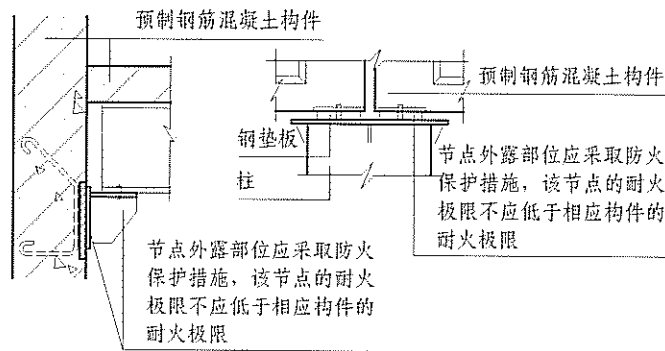 预制钢筋混凝土构件
预制钢筋混凝土构件
钢垫板
柱
节点外露部位应采取防火
保护措施，该节点的耐火
极限不应低于相应构件的
耐火极限
节点外露部位应采取防火
保护措施，该节点的耐火
极限不应低于相应构件的
耐火极限